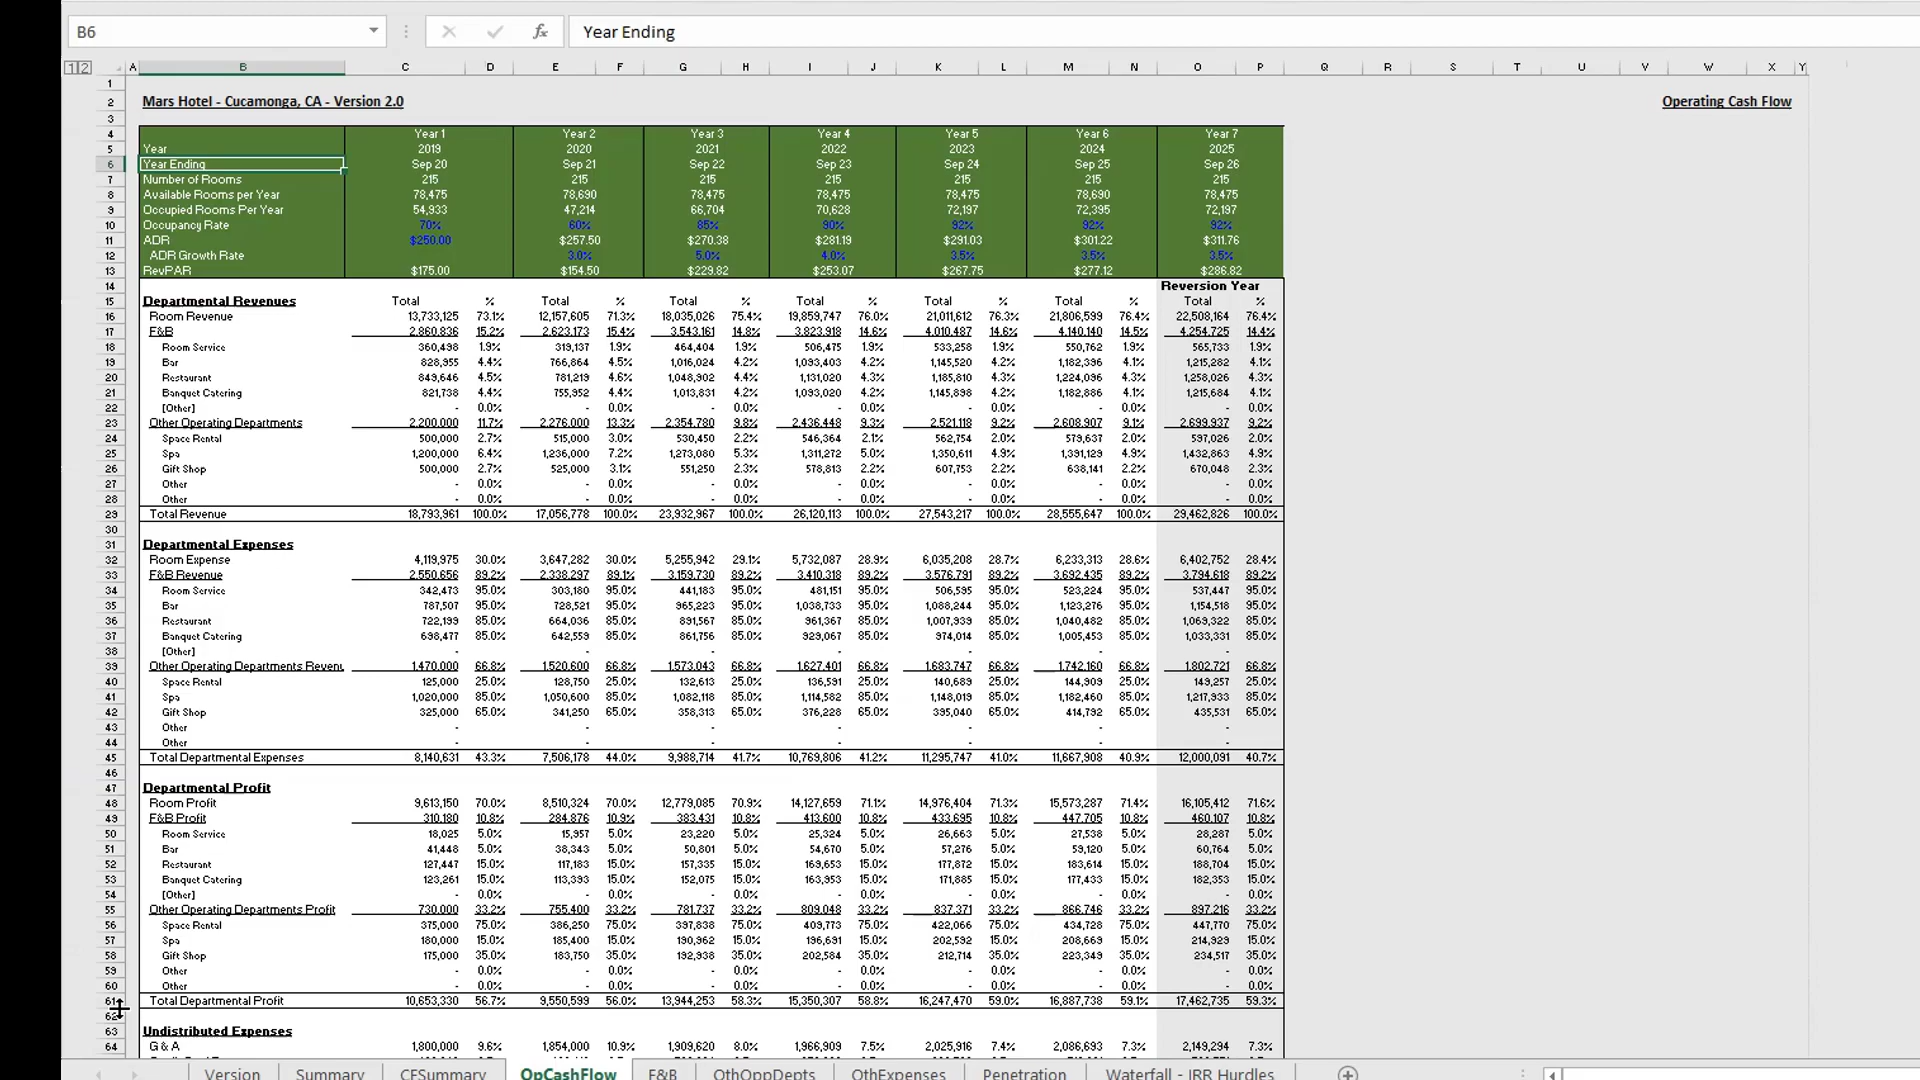 B6 fx Year Ending
1 2 A B C D E F G H I J K L M N O P Q R S T U V W X Y
1
2 Mars Hotel - Cucamonga, CA - Version 2.0 Operating Cash Flow
3
4 Year 1 Year 2 Year 3 Year 4 Year 5 Year 6 Year 7
5 Year 2019 2020 2021 2022 2023 2024 2025
6 Year Ending Sep 20 Sep 21 Sep 22 Sep 23 Sep 24 Sep 25 Sep 26
7 Number of Rooms 215 215 215 215 215 215 215
8 Available Rooms per Year 78,475 78,690 78,475 78,475 78,475 78,690 78,475
9 Occupied Rooms Per Year 54,933 47,214 66,704 70,628 72,197 72,395 72,197
10 Occupancy Rate 70% 60% 85% 90% 92% 92% 92%
11 ADR $250.00 $257.50 $270.38 $281.19 $291.03 $301.22 $311.76
12 ADR Growth Rate 3.0% 5.0% 4.0% 3.5% 3.5% 3.5%
13 RevPAR $175.00 $154.50 $229.82 $253.07 $267.75 $277.12 $286.82
14 Reversion Year
15 Departmental Revenues Total % Total % Total % Total % Total % Total % Total %
16 Room Revenue 13,733,125 73.1% 12,157,605 71.3% 18,035,026 75.4% 19,859,747 76.0% 21,011,612 76.3% 21,806,599 76.4% 22,508,164 76.4%
17 F&B 2,860,836 15.2% 2,623,173 15.4% 3,543,161 14.8% 3,823,918 14.6% 4,010,487 14.6% 4,140,140 14.5% 4,254,725 14.4%
18 Room Service 360,498 1.9% 319,137 1.9% 464,404 1.9% 506,475 1.9% 533,258 1.9% 550,762 1.9% 565,733 1.9%
19 Bar 828,955 4.4% 766,864 4.5% 1,016,024 4.2% 1,093,403 4.2% 1,145,520 4.2% 1,182,396 4.1% 1,215,282 4.1%
20 Restaurant 849,646 4.5% 781,219 4.6% 1,048,902 4.4% 1,131,020 4.3% 1,185,810 4.3% 1,224,096 4.3% 1,258,026 4.3%
21 Banquet Catering 821,738 4.4% 755,952 4.4% 1,013,831 4.2% 1,093,020 4.2% 1,145,898 4.2% 1,182,886 4.1% 1,215,684 4.1%
22 [Other] - 0.0% - 0.0% - 0.0% - 0.0% - 0.0% - 0.0% - 0.0%
23 Other Operating Departments 2,200,000 11.7% 2,276,000 13.3% 2,354,780 9.8% 2,436,448 9.3% 2,521,118 9.2% 2,608,907 9.1% 2,699,937 9.2%
24 Space Rental 500,000 2.7% 515,000 3.0% 530,450 2.2% 546,364 2.1% 562,754 2.0% 579,637 2.0% 597,026 2.0%
25 Spa 1,200,000 6.4% 1,236,000 7.2% 1,273,080 5.3% 1,311,272 5.0% 1,350,611 4.9% 1,391,129 4.9% 1,432,863 4.9%
26 Gift Shop 500,000 2.7% 525,000 3.1% 551,250 2.3% 578,813 2.2% 607,753 2.2% 638,141 2.2% 670,048 2.3%
27 Other - 0.0% - 0.0% - 0.0% - 0.0% - 0.0% - 0.0% - 0.0%
28 Other - 0.0% - 0.0% - 0.0% - 0.0% - 0.0% - 0.0% - 0.0%
29 Total Revenue 18,793,961 100.0% 17,056,778 100.0% 23,932,967 100.0% 26,120,113 100.0% 27,543,217 100.0% 28,555,647 100.0% 29,462,826 100.0%
30
31 Departmental Expenses
32 Room Expense 4,119,975 30.0% 3,647,282 30.0% 5,255,942 29.1% 5,732,087 28.9% 6,035,208 28.7% 6,233,313 28.6% 6,402,752 28.4%
33 F&B Revenue 2,550,656 89.2% 2,338,297 89.1% 3,159,730 89.2% 3,410,318 89.2% 3,576,791 89.2% 3,692,435 89.2% 3,794,618 89.2%
34 Room Service 342,473 95.0% 303,180 95.0% 441,183 95.0% 481,151 95.0% 506,595 95.0% 523,224 95.0% 537,447 95.0%
35 Bar 787,507 95.0% 728,521 95.0% 965,223 95.0% 1,038,733 95.0% 1,088,244 95.0% 1,123,276 95.0% 1,154,518 95.0%
36 Restaurant 722,199 85.0% 664,036 85.0% 891,567 85.0% 961,367 85.0% 1,007,939 85.0% 1,040,482 85.0% 1,069,322 85.0%
37 Banquet Catering 698,477 85.0% 642,559 85.0% 861,756 85.0% 929,067 85.0% 974,014 85.0% 1,005,453 85.0% 1,033,331 85.0%
38 [Other] - - - - - - -
39 Other Operating Departments Revenu 1,470,000 66.8% 1,520,600 66.8% 1,573,043 66.8% 1,627,401 66.8% 1,683,747 66.8% 1,742,160 66.8% 1,802,721 66.8%
40 Space Rental 125,000 25.0% 128,750 25.0% 132,613 25.0% 136,591 25.0% 140,689 25.0% 144,909 25.0% 149,257 25.0%
41 Spa 1,020,000 85.0% 1,050,600 85.0% 1,082,118 85.0% 1,114,582 85.0% 1,148,019 85.0% 1,182,460 85.0% 1,217,933 85.0%
42 Gift Shop 325,000 65.0% 341,250 65.0% 358,313 65.0% 376,228 65.0% 395,040 65.0% 414,792 65.0% 435,531 65.0%
43 Other - - - - - - -
44 Other - - - - - - -
45 Total Departmental Expenses 8,140,631 43.3% 7,506,178 44.0% 9,988,714 41.7% 10,769,806 41.2% 11,295,747 41.0% 11,667,908 40.9% 12,000,091 40.7%
46
47 Departmental Profit
48 Room Profit 9,613,150 70.0% 8,510,324 70.0% 12,779,085 70.9% 14,127,659 71.1% 14,976,404 71.3% 15,573,287 71.4% 16,105,412 71.6%
49 F&B Profit 310,180 10.8% 284,876 10.9% 383,431 10.8% 413,600 10.8% 433,695 10.8% 447,705 10.8% 460,107 10.8%
50 Room Service 18,025 5.0% 15,957 5.0% 23,220 5.0% 25,324 5.0% 26,663 5.0% 27,538 5.0% 28,287 5.0%
51 Bar 41,448 5.0% 38,343 5.0% 50,801 5.0% 54,670 5.0% 57,276 5.0% 59,120 5.0% 60,764 5.0%
52 Restaurant 127,447 15.0% 117,183 15.0% 157,335 15.0% 169,653 15.0% 177,872 15.0% 183,614 15.0% 188,704 15.0%
53 Banquet Catering 123,261 15.0% 113,393 15.0% 152,075 15.0% 163,953 15.0% 171,885 15.0% 177,433 15.0% 182,353 15.0%
54 [Other] - 0.0% - 0.0% - 0.0% - 0.0% - 0.0% - 0.0% - 0.0%
55 Other Operating Departments Profit 730,000 33.2% 755,400 33.2% 781,737 33.2% 809,048 33.2% 837,371 33.2% 866,746 33.2% 897,216 33.2%
56 Space Rental 375,000 75.0% 386,250 75.0% 397,838 75.0% 409,773 75.0% 422,066 75.0% 434,728 75.0% 447,770 75.0%
57 Spa 180,000 15.0% 185,400 15.0% 190,962 15.0% 196,691 15.0% 202,592 15.0% 208,669 15.0% 214,929 15.0%
58 Gift Shop 175,000 35.0% 183,750 35.0% 192,938 35.0% 202,584 35.0% 212,714 35.0% 223,349 35.0% 234,517 35.0%
59 Other - 0.0% - 0.0% - 0.0% - 0.0% - 0.0% - 0.0% - 0.0%
60 Other - 0.0% - 0.0% - 0.0% - 0.0% - 0.0% - 0.0% - 0.0%
61 Total Departmental Profit 10,653,330 56.7% 9,550,599 56.0% 13,944,253 58.3% 15,350,307 58.8% 16,247,470 59.0% 16,887,738 59.1% 17,462,735 59.3%
62
63 Undistributed Expenses
64 G & A 1,800,000 9.6% 1,854,000 10.9% 1,909,620 8.0% 1,966,909 7.5% 2,025,916 7.4% 2,086,693 7.3% 2,149,294 7.3%
Version Summary CFSummary OpCashFlow F&B OthOppDepts OthExpenses Penetration Waterfall - IRR Hurdles